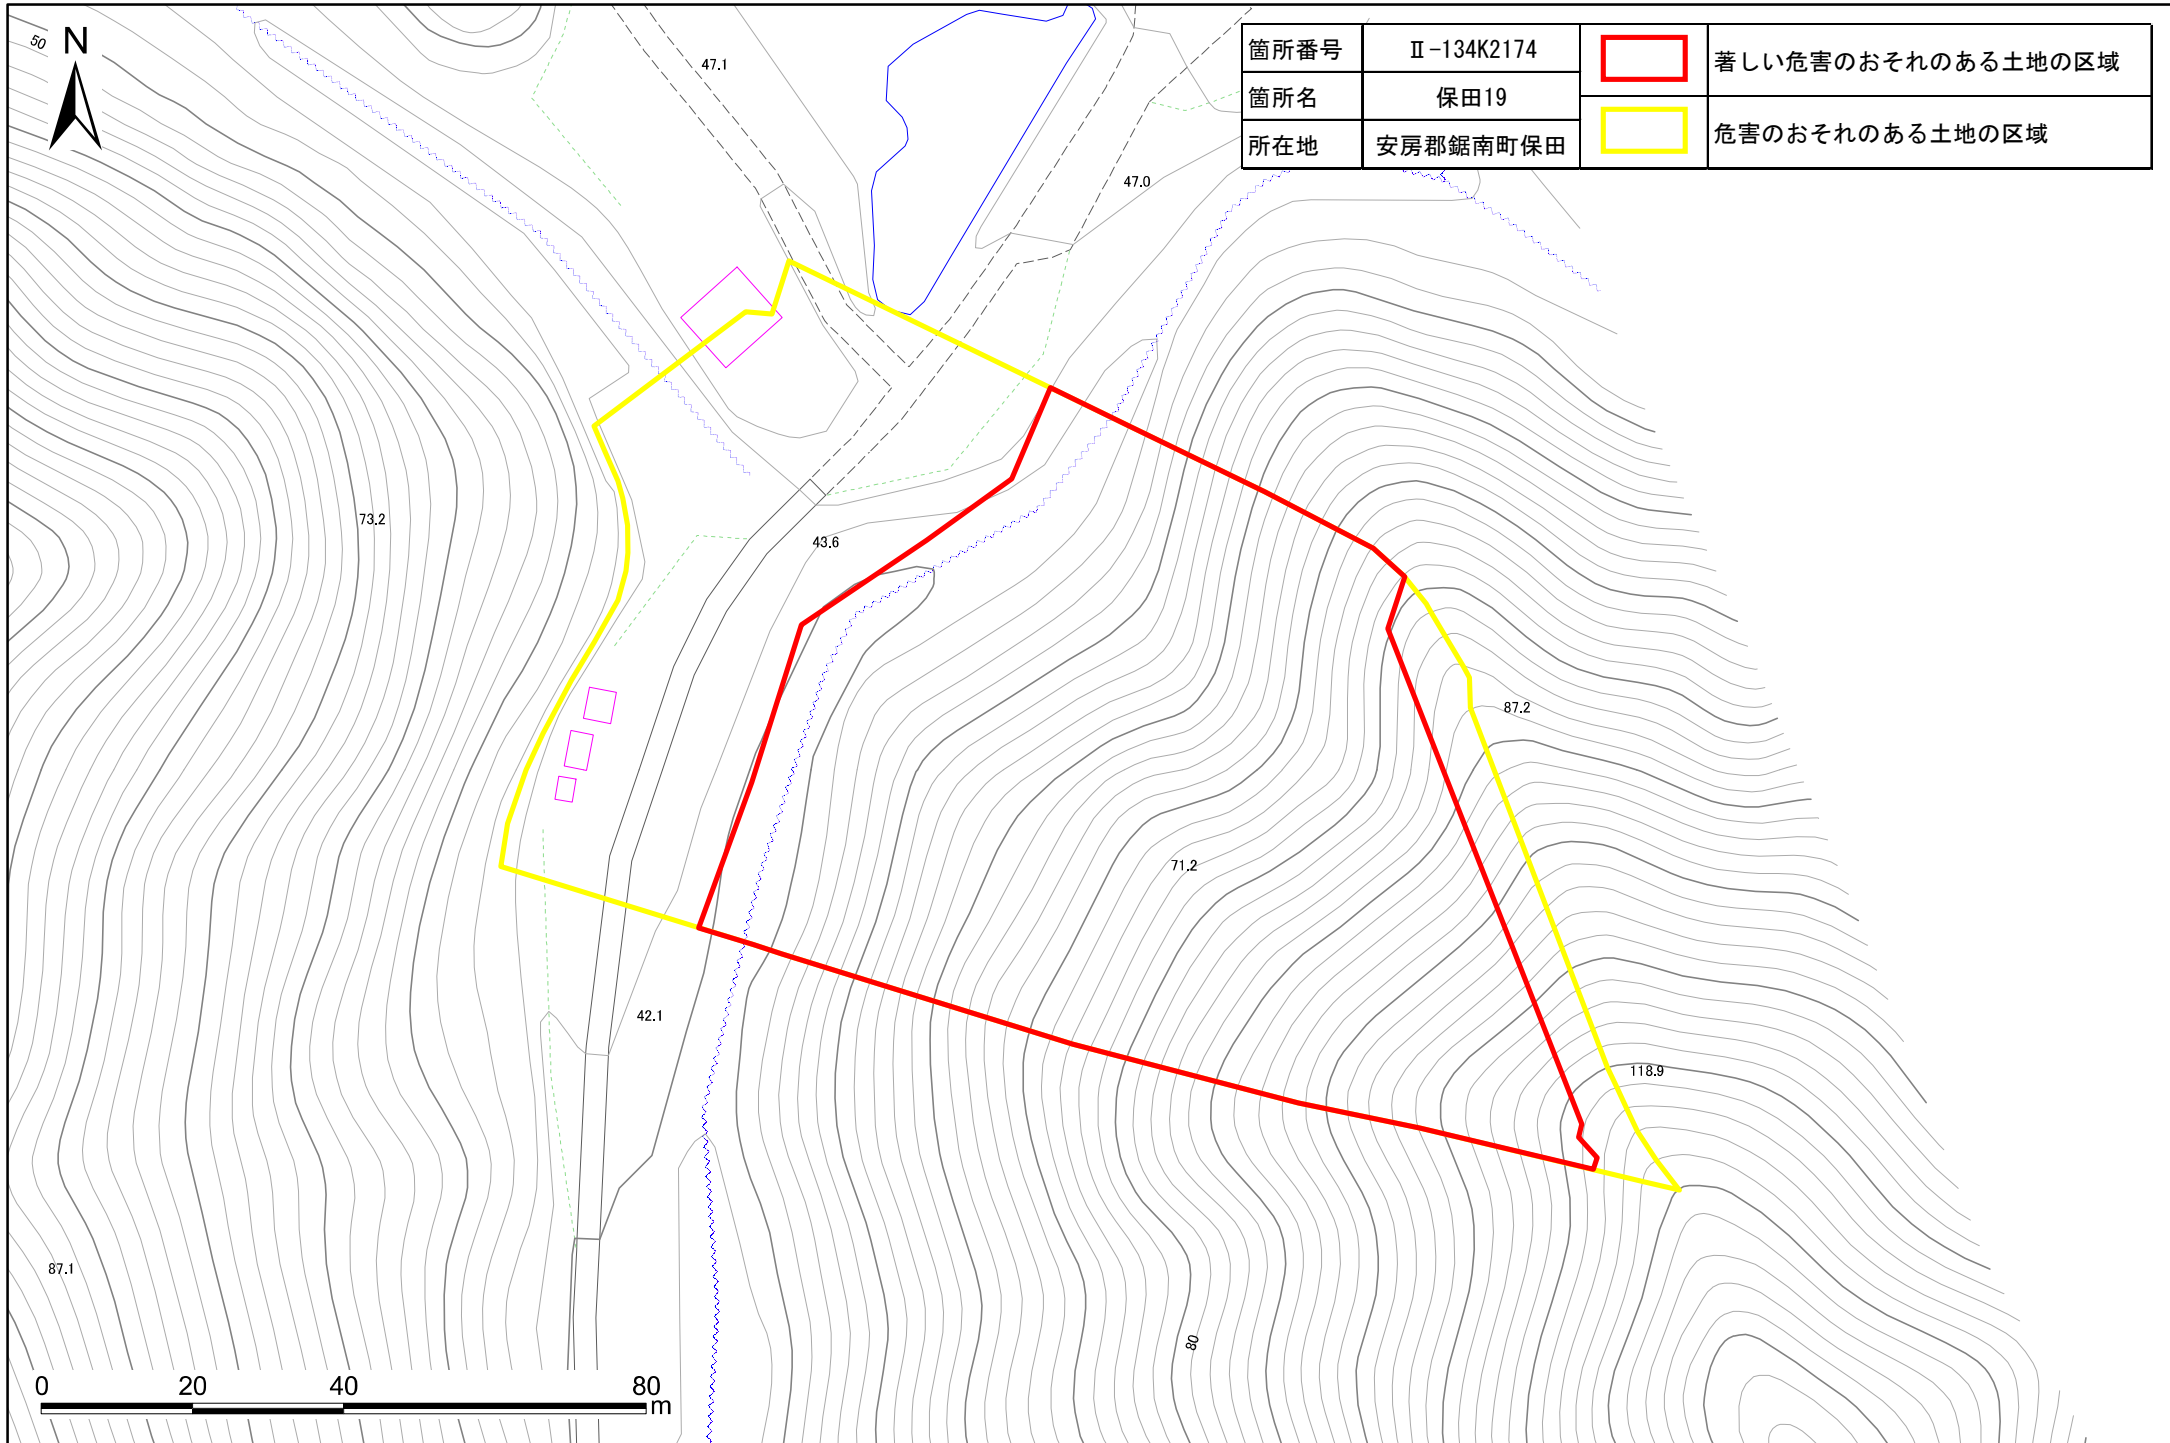 N
箇所番号 Ⅱ-134K2174
箇所名 保田19
所在地 安房郡鋸南町保田
著しい危害のおそれのある土地の区域
危害のおそれのある土地の区域
50
47.1
47.0
73.2
43.6
87.2
71.2
42.1
118.9
87.1
80
0 20 40 80
m